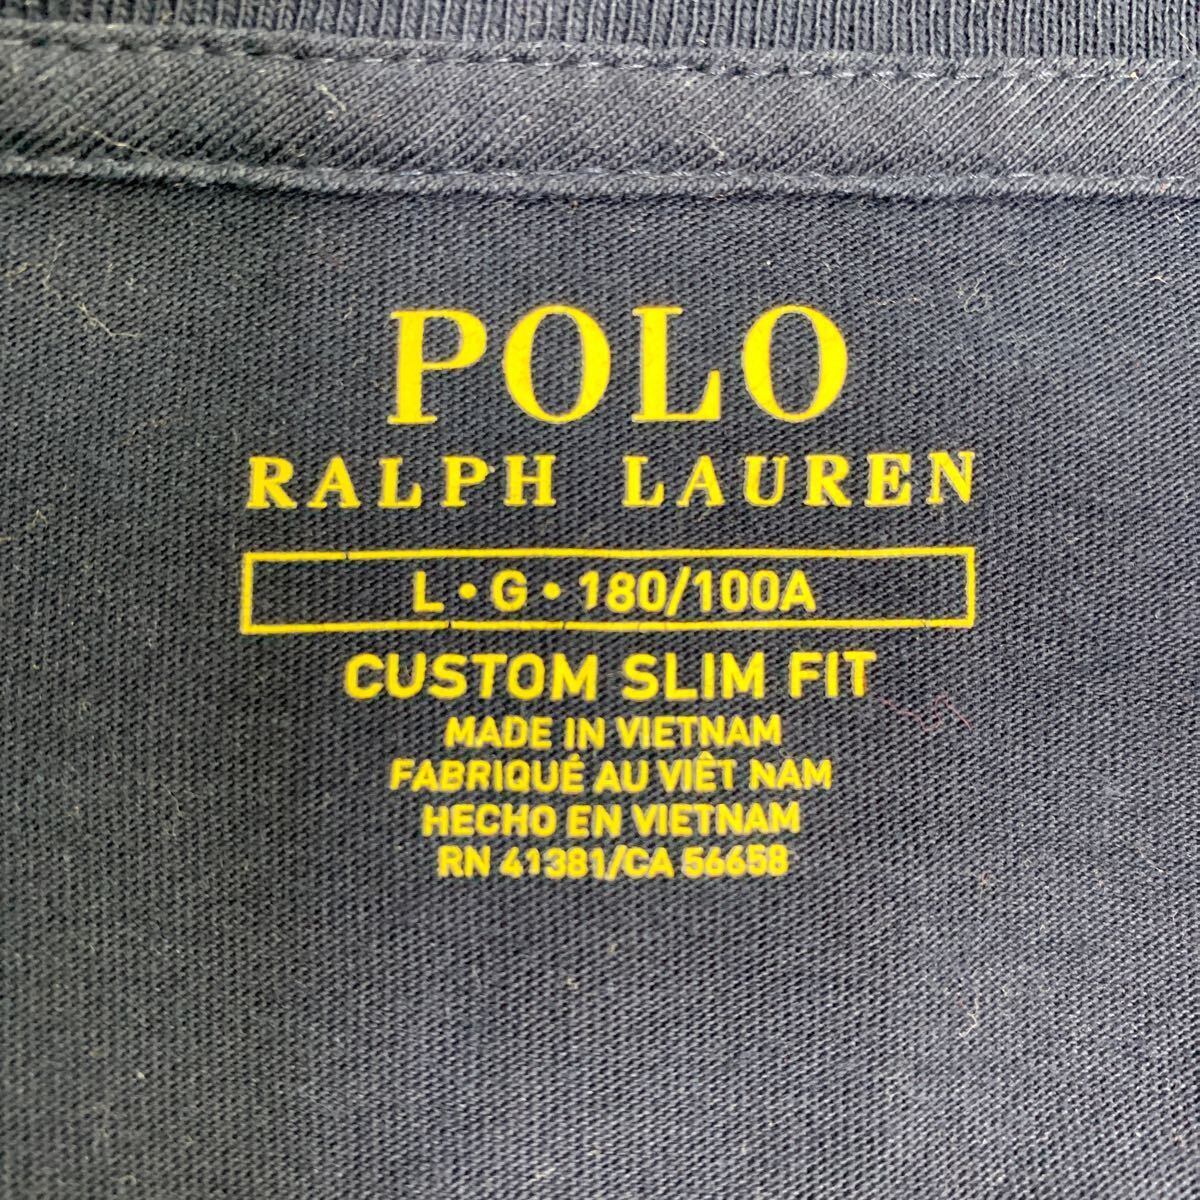 POLO
RALPH LAUREN
L • G • 180/100A
CUSTOM SLIM FIT
MADE IN VIETNAM
FABRIQUÉ AU VIÊT NAM
HECHO EN VIETNAM
RN 41381/CA 56658